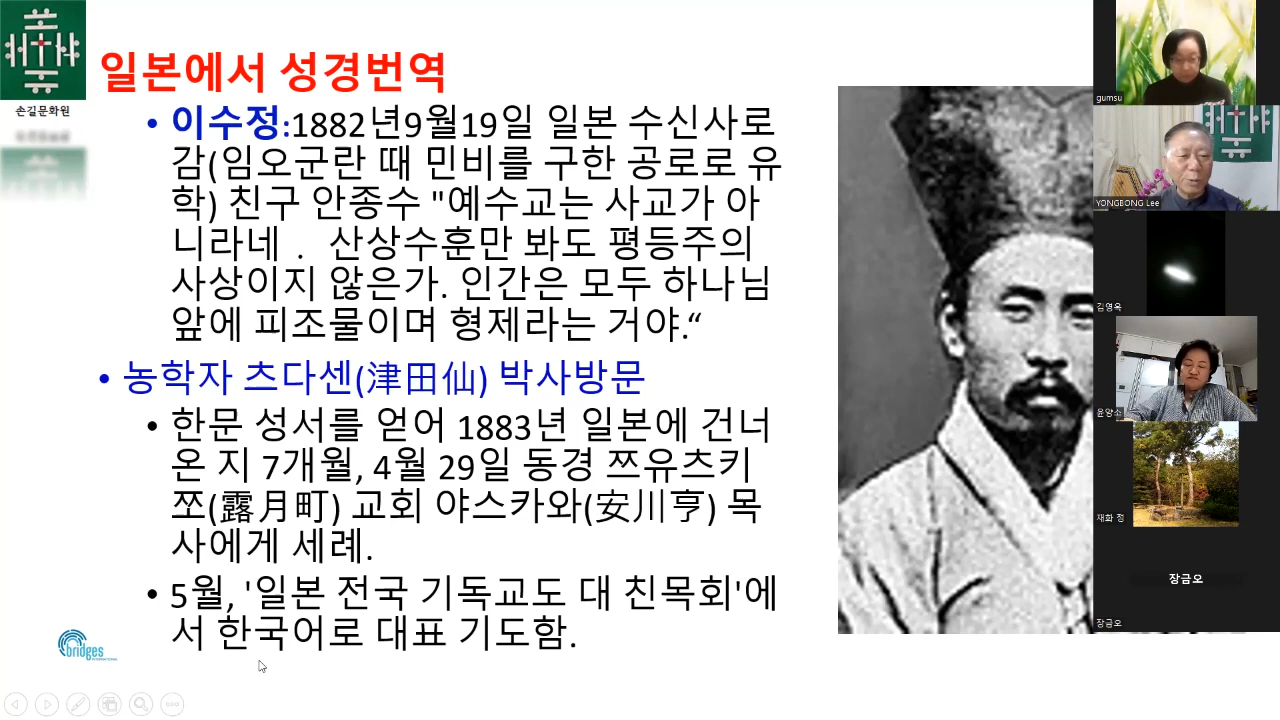 손길문화원
일본에서 성경번역
• 이수정:1882년9월19일 일본 수신사로
감(임오군란 때 민비를 구한 공로로 유
학) 친구 안종수 "예수교는 사교가 아
니라네 . 산상수훈만 봐도 평등주의
사상이지 않은가. 인간은 모두 하나님
앞에 피조물이며 형제라는 거야.“
• 농학자 츠다센(津田仙) 박사방문
• 한문 성서를 얻어 1883년 일본에 건너
온 지 7개월, 4월 29일 동경 쯔유츠키
쪼(露月町) 교회 야스카와(安川亨) 목
사에게 세례.
• 5월, '일본 전국 기독교도 대 친목회'에
서 한국어로 대표 기도함.
bridges
INTERNATIONAL
gumsu
YONGBONG Lee
김영옥
윤양소
재화 정
장금오
장금오